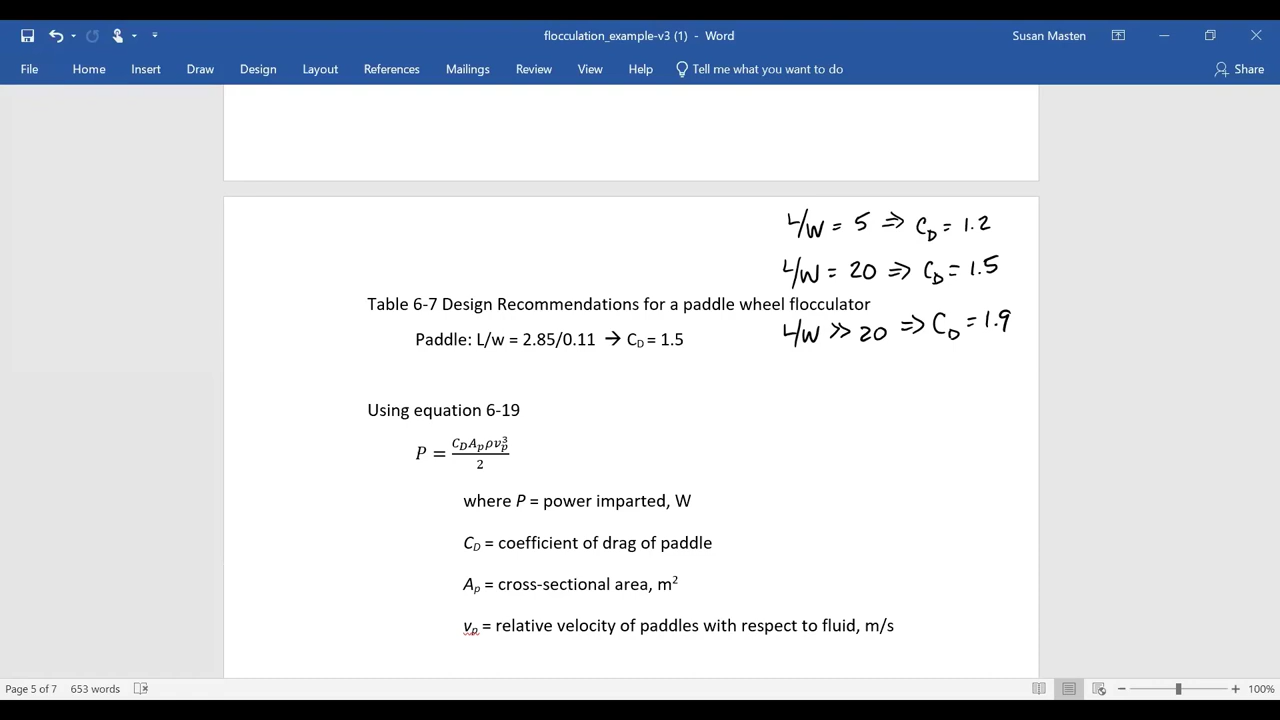 flocculation_example-v3 (1) - Word
Susan Masten
File Home Insert Draw Design Layout References Mailings Review View Help Tell me what you want to do Share
L/W = 5 ⇒ C_D = 1.2
L/W = 20 ⇒ C_D = 1.5
Table 6-7 Design Recommendations for a paddle wheel flocculator
L/W >> 20 ⇒ C_D = 1.9
Paddle: L/w = 2.85/0.11 → C_D = 1.5
Using equation 6-19
P = C_D A_p ρ v_p^3 / 2
where P = power imparted, W
C_D = coefficient of drag of paddle
A_p = cross-sectional area, m²
v_p = relative velocity of paddles with respect to fluid, m/s
Page 5 of 7 653 words 100%